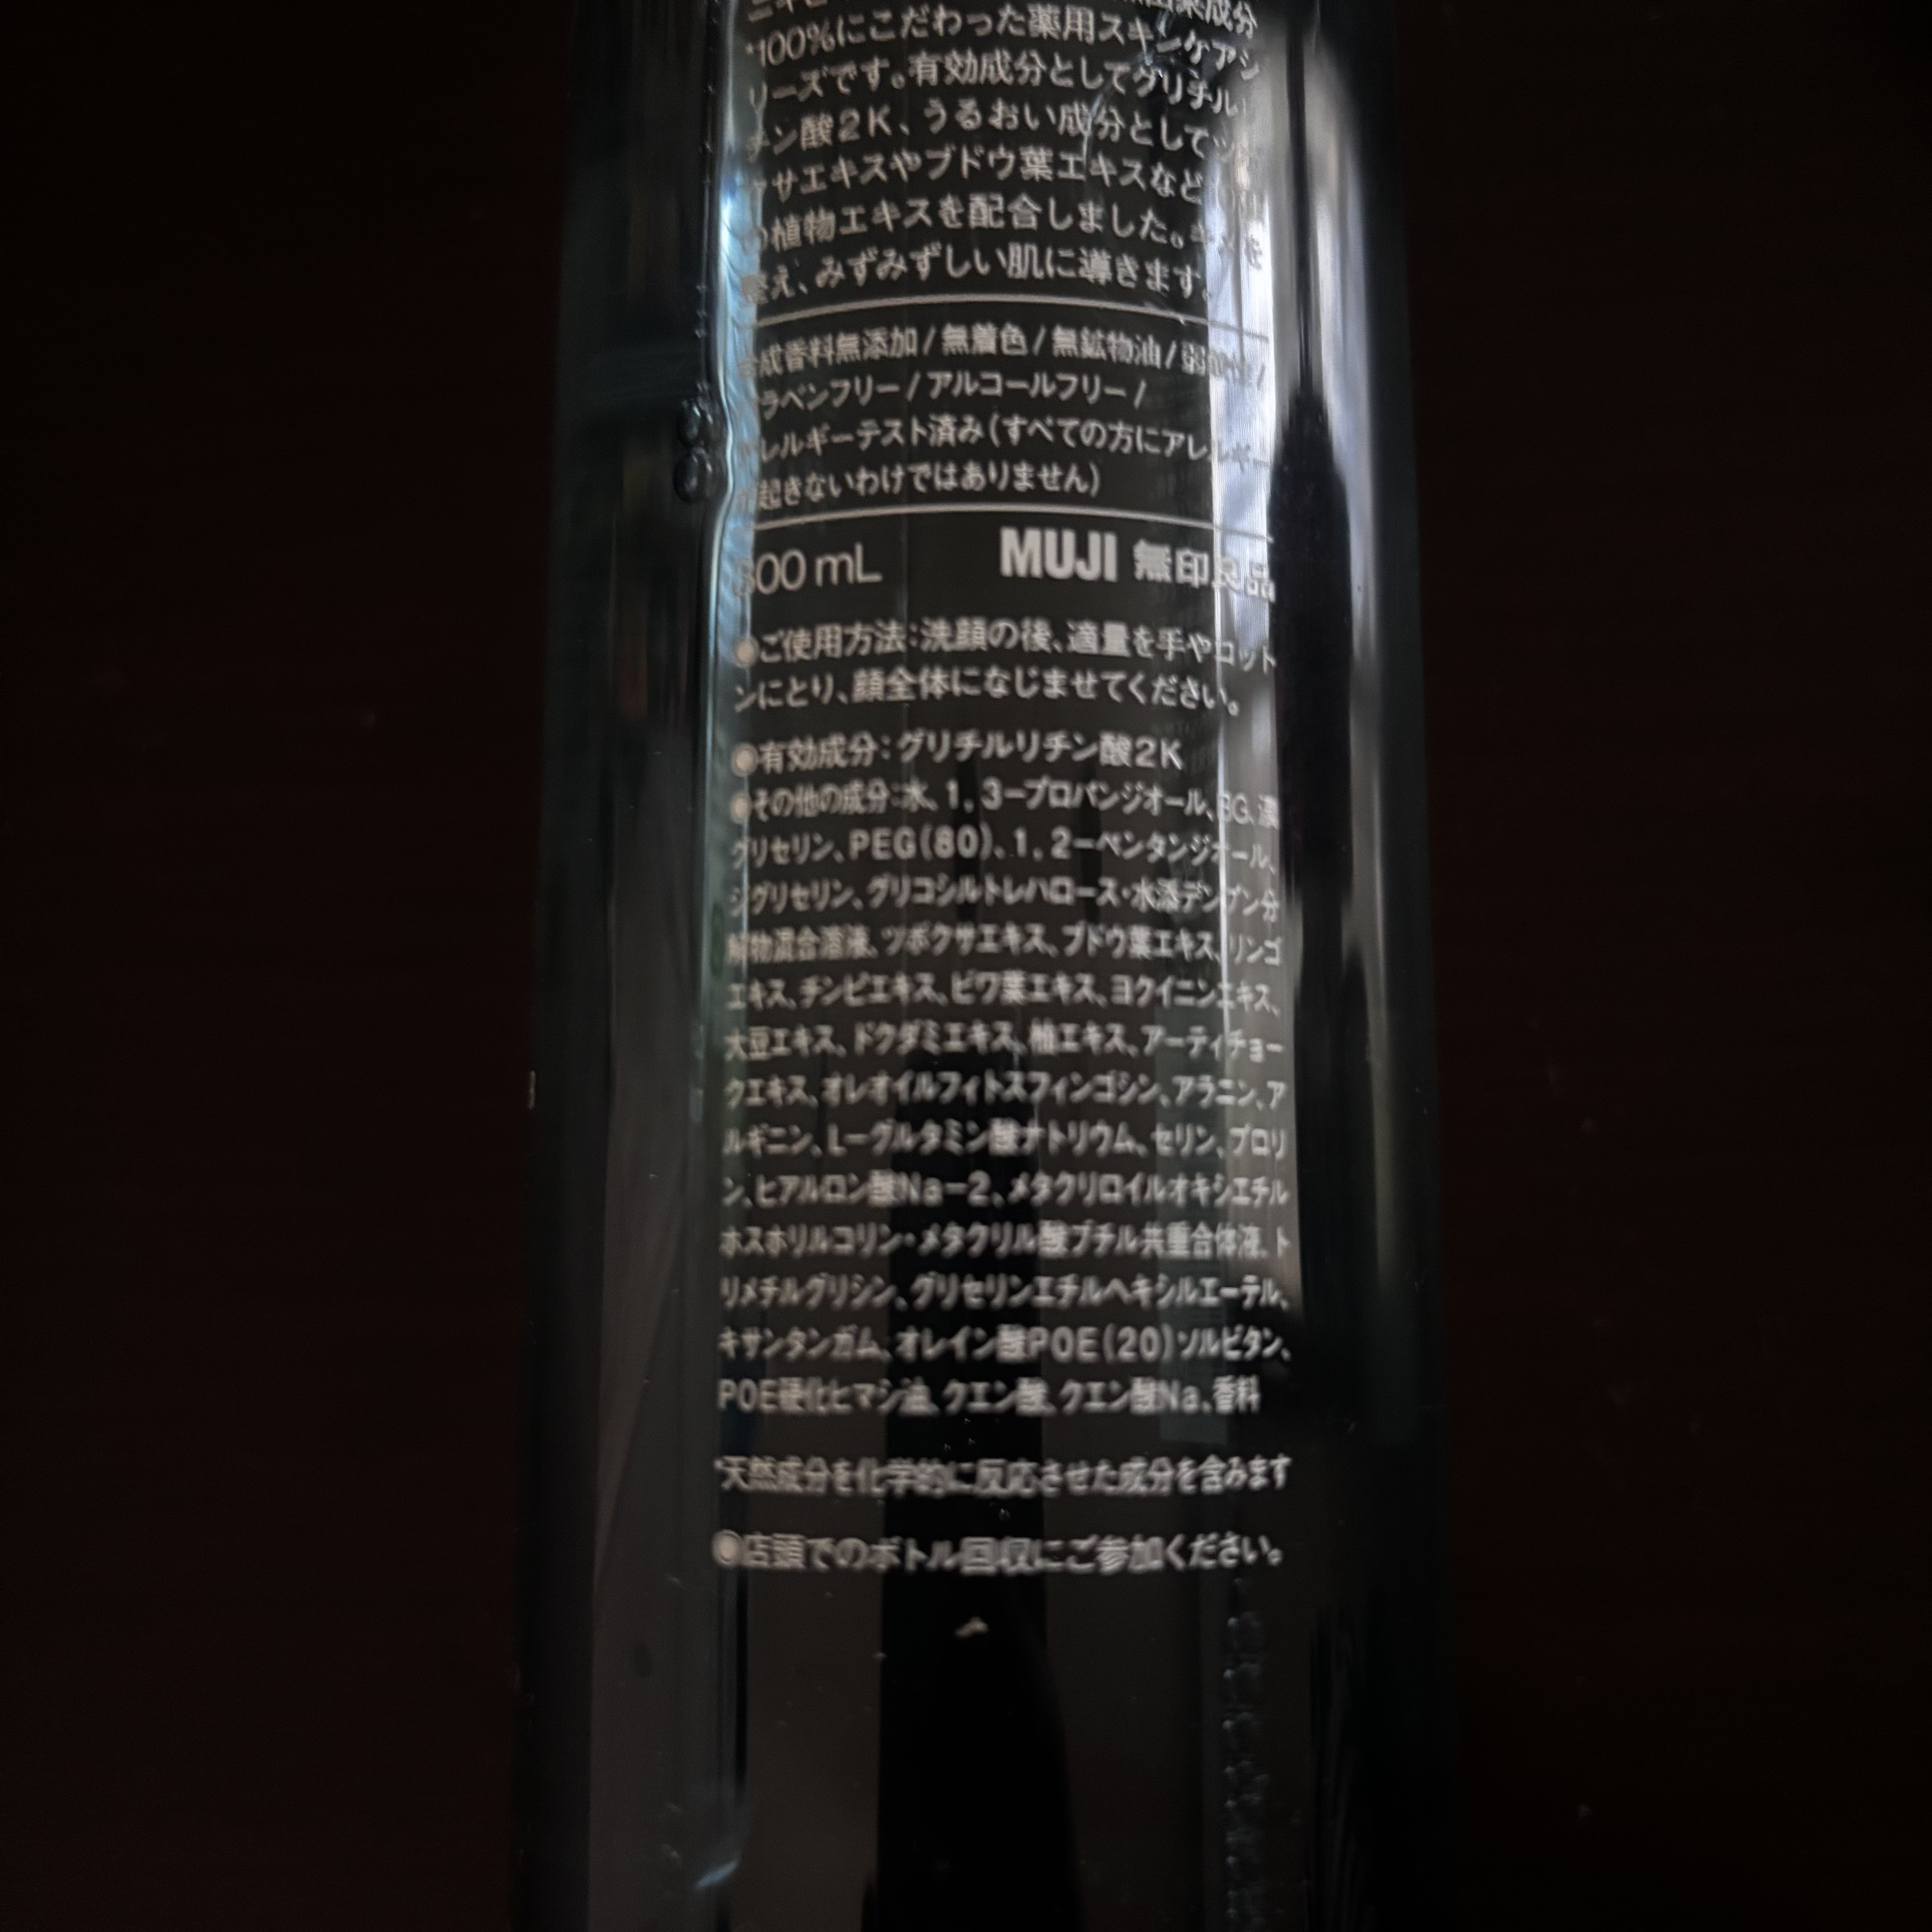 *100%にこだわった薬用スキンケアシ
リーズです。有効成分としてグリチルリ
チン酸2K、うるおい成分としてツボ
クサエキスやブドウ葉エキスなど
の植物エキスを配合しました。キメを
整え、みずみずしい肌に導きます。
合成香料無添加/無着色/無鉱物油/弱酸性/
パラベンフリー/アルコールフリー/
アレルギーテスト済み(すべての方にアレルギー
が起きないわけではありません)
300mL MUJI 無印良品
◉ご使用方法:洗顔の後、適量を手やコット
ンにとり、顔全体になじませてください。
◉有効成分:グリチルリチン酸2K
◉その他の成分:水、1,3-プロパンジオール、BG、濃
グリセリン、PEG(80)、1,2-ペンタンジオール、
ジグリセリン、グリコシルトレハロース・水添デンプン分
解物混合溶液、ツボクサエキス、ブドウ葉エキス、リンゴ
エキス、チンピエキス、ビワ葉エキス、ヨクイニンエキス、
大豆エキス、ドクダミエキス、柚エキス、アーティチョー
クエキス、オレオイルフィトスフィンゴシン、アラニン、ア
ルギニン、L-グルタミン酸ナトリウム、セリン、プロリ
ン、ヒアルロン酸Na-2、メタクリロイルオキシエチル
ホスホリルコリン・メタクリル酸ブチル共重合体液、ト
リメチルグリシン、グリセリンエチルヘキシルエーテル、
キサンタンガム、オレイン酸POE(20)ソルビタン、
POE硬化ヒマシ油、クエン酸、クエン酸Na、香料
*天然成分を化学的に反応させた成分を含みます
◉店頭でのボトル回収にご参加ください。